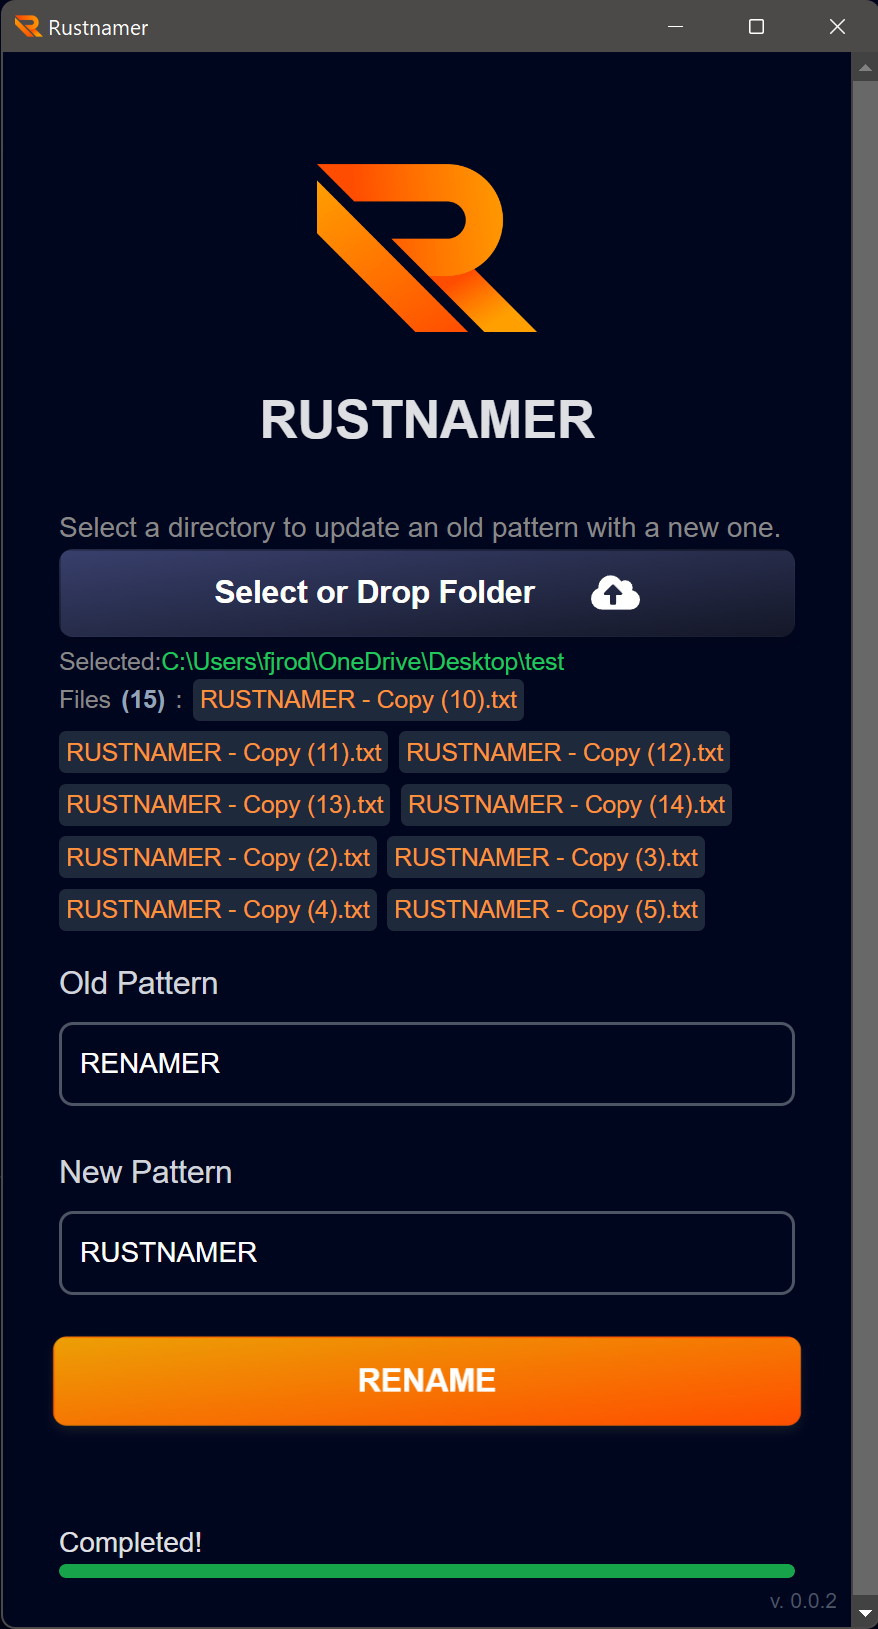 Rustnamer
RUSTNAMER
Select a directory to update an old pattern with a new one.
Select or Drop Folder
Selected:C:\Users\fjrod\OneDrive\Desktop\test
Files (15) : RUSTNAMER - Copy (10).txt
RUSTNAMER - Copy (11).txt RUSTNAMER - Copy (12).txt
RUSTNAMER - Copy (13).txt RUSTNAMER - Copy (14).txt
RUSTNAMER - Copy (2).txt RUSTNAMER - Copy (3).txt
RUSTNAMER - Copy (4).txt RUSTNAMER - Copy (5).txt
Old Pattern
RENAMER
New Pattern
RUSTNAMER
RENAME
Completed!
v. 0.0.2